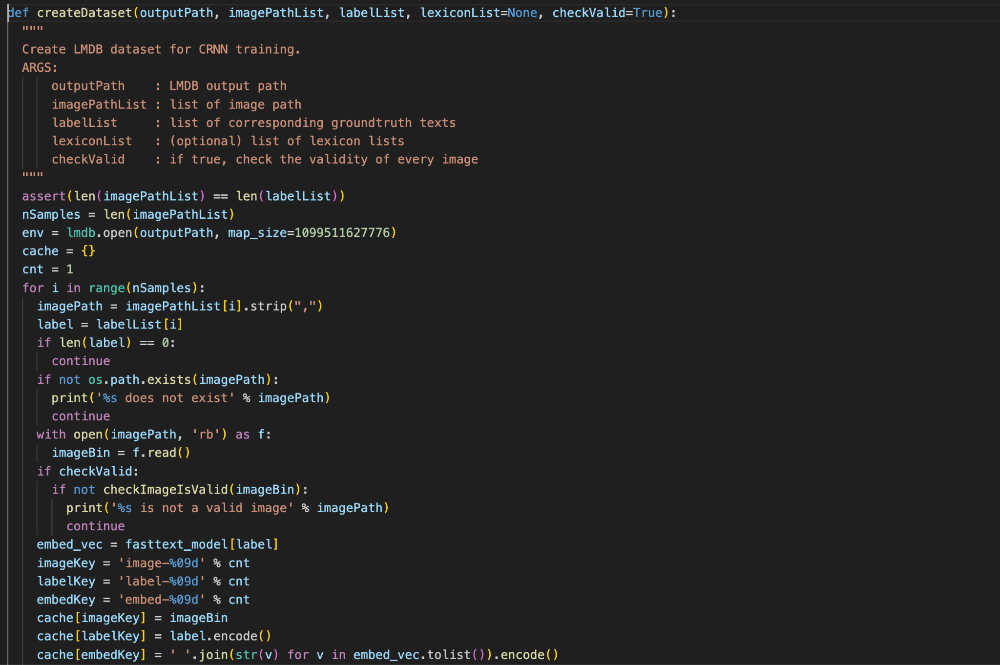 def createDataset(outputPath, imagePathList, labelList, lexiconList=None, checkValid=True):
  """
  Create LMDB dataset for CRNN training.
  ARGS:
      outputPath    : LMDB output path
      imagePathList : list of image path
      labelList     : list of corresponding groundtruth texts
      lexiconList   : (optional) list of lexicon lists
      checkValid    : if true, check the validity of every image
  """
  assert(len(imagePathList) == len(labelList))
  nSamples = len(imagePathList)
  env = lmdb.open(outputPath, map_size=1099511627776)
  cache = {}
  cnt = 1
  for i in range(nSamples):
    imagePath = imagePathList[i].strip(",")
    label = labelList[i]
    if len(label) == 0:
      continue
    if not os.path.exists(imagePath):
      print('%s does not exist' % imagePath)
      continue
    with open(imagePath, 'rb') as f:
      imageBin = f.read()
    if checkValid:
      if not checkImageIsValid(imageBin):
        print('%s is not a valid image' % imagePath)
        continue
    embed_vec = fasttext_model[label]
    imageKey = 'image-%09d' % cnt
    labelKey = 'label-%09d' % cnt
    embedKey = 'embed-%09d' % cnt
    cache[imageKey] = imageBin
    cache[labelKey] = label.encode()
    cache[embedKey] = ' '.join(str(v) for v in embed_vec.tolist()).encode()